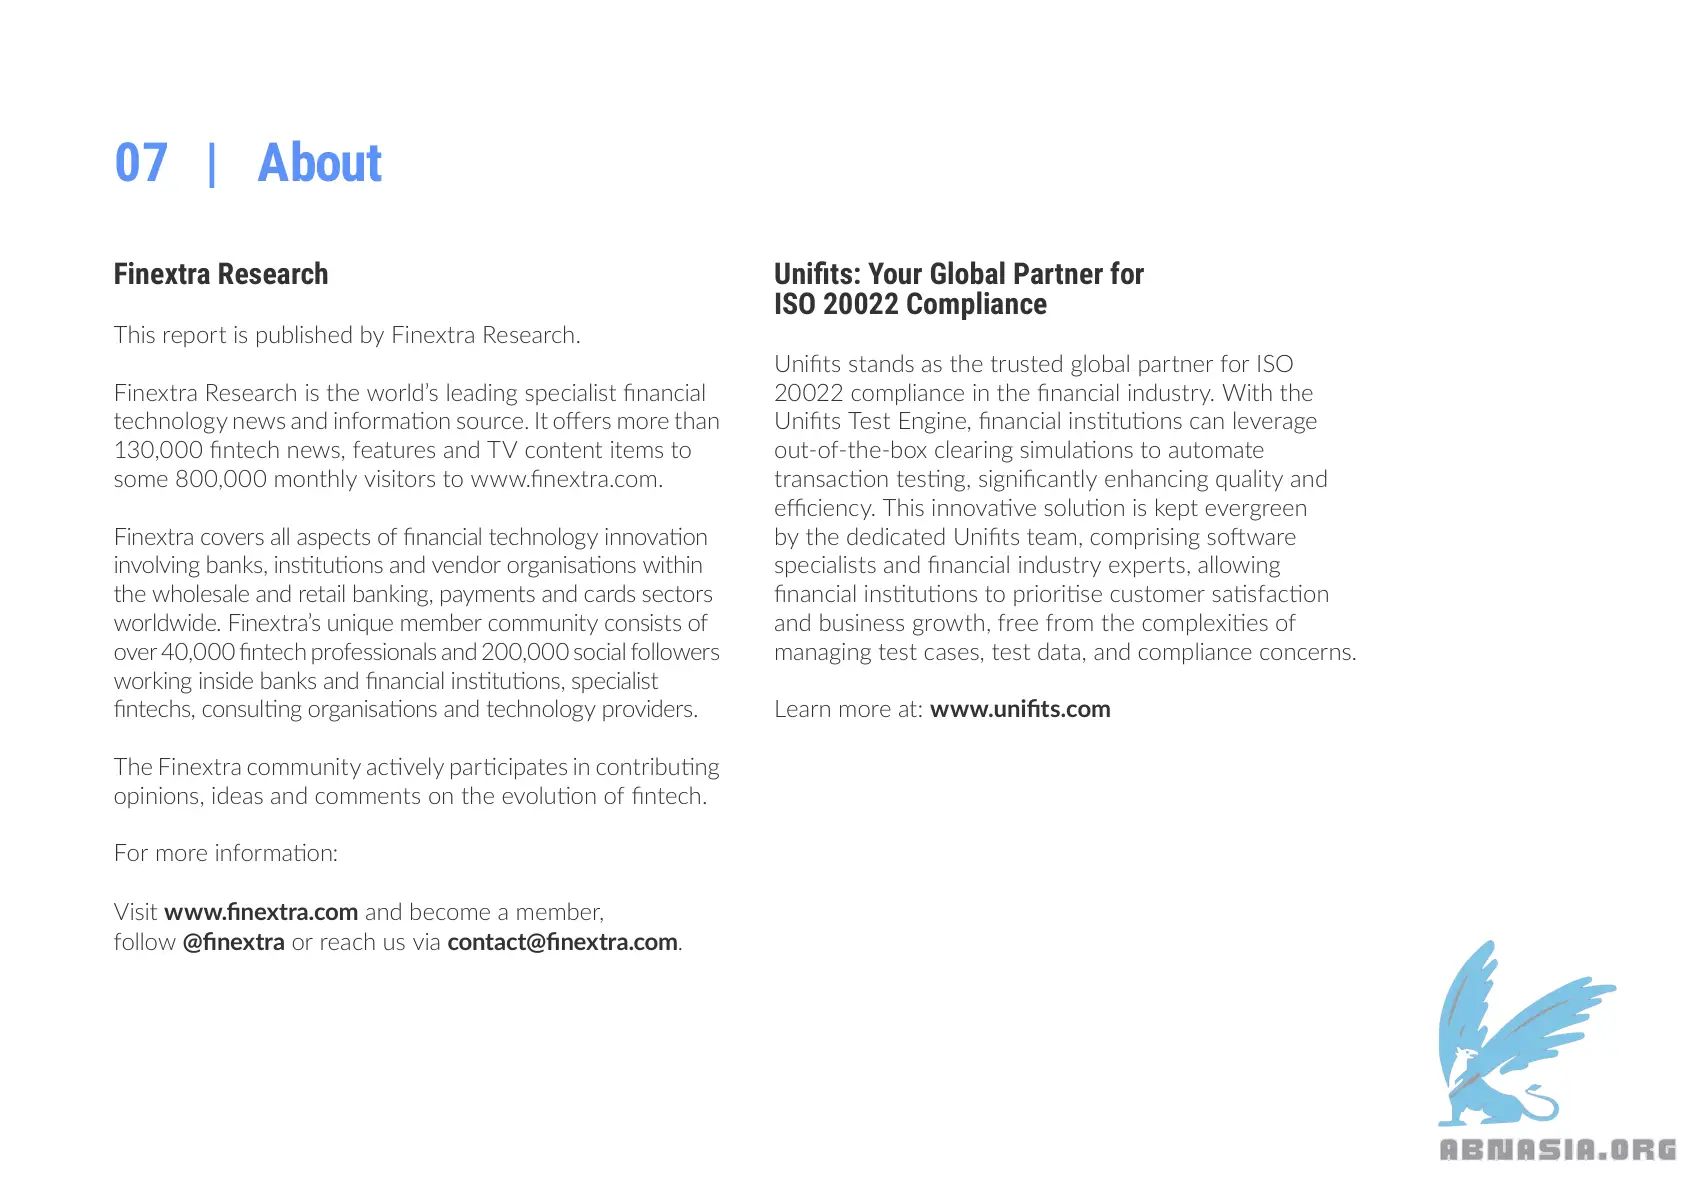 07 | About
Finextra Research
This report is published by Finextra Research.
Finextra Research is the world’s leading specialist financial
technology news and information source. It offers more than
130,000 fintech news, features and TV content items to
some 800,000 monthly visitors to www.finextra.com.
Finextra covers all aspects of financial technology innovation
involving banks, institutions and vendor organisations within
the wholesale and retail banking, payments and cards sectors
worldwide. Finextra’s unique member community consists of
over 40,000 fintech professionals and 200,000 social followers
working inside banks and financial institutions, specialist
fintechs, consulting organisations and technology providers.
The Finextra community actively participates in contributing
opinions, ideas and comments on the evolution of fintech.
For more information:
Visit www.finextra.com and become a member,
follow @finextra or reach us via contact@finextra.com.
Unifits: Your Global Partner for
ISO 20022 Compliance
Unifits stands as the trusted global partner for ISO
20022 compliance in the financial industry. With the
Unifits Test Engine, financial institutions can leverage
out-of-the-box clearing simulations to automate
transaction testing, significantly enhancing quality and
efficiency. This innovative solution is kept evergreen
by the dedicated Unifits team, comprising software
specialists and financial industry experts, allowing
financial institutions to prioritise customer satisfaction
and business growth, free from the complexities of
managing test cases, test data, and compliance concerns.
Learn more at: www.unifits.com
ABNASIA.ORG